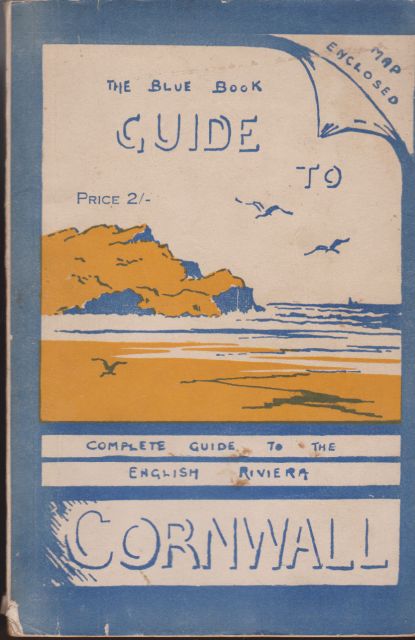 MAP
ENCLOSED
THE BLUE BOOK
GUIDE
TO
PRICE 2/-
COMPLETE GUIDE TO THE
ENGLISH RIVIERA
CORNWALL